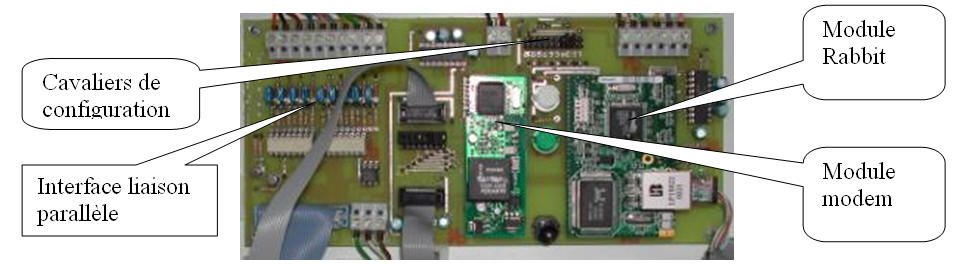 Cavaliers de
configuration
Interface liaison
parallèle
Module
Rabbit
Module
modem